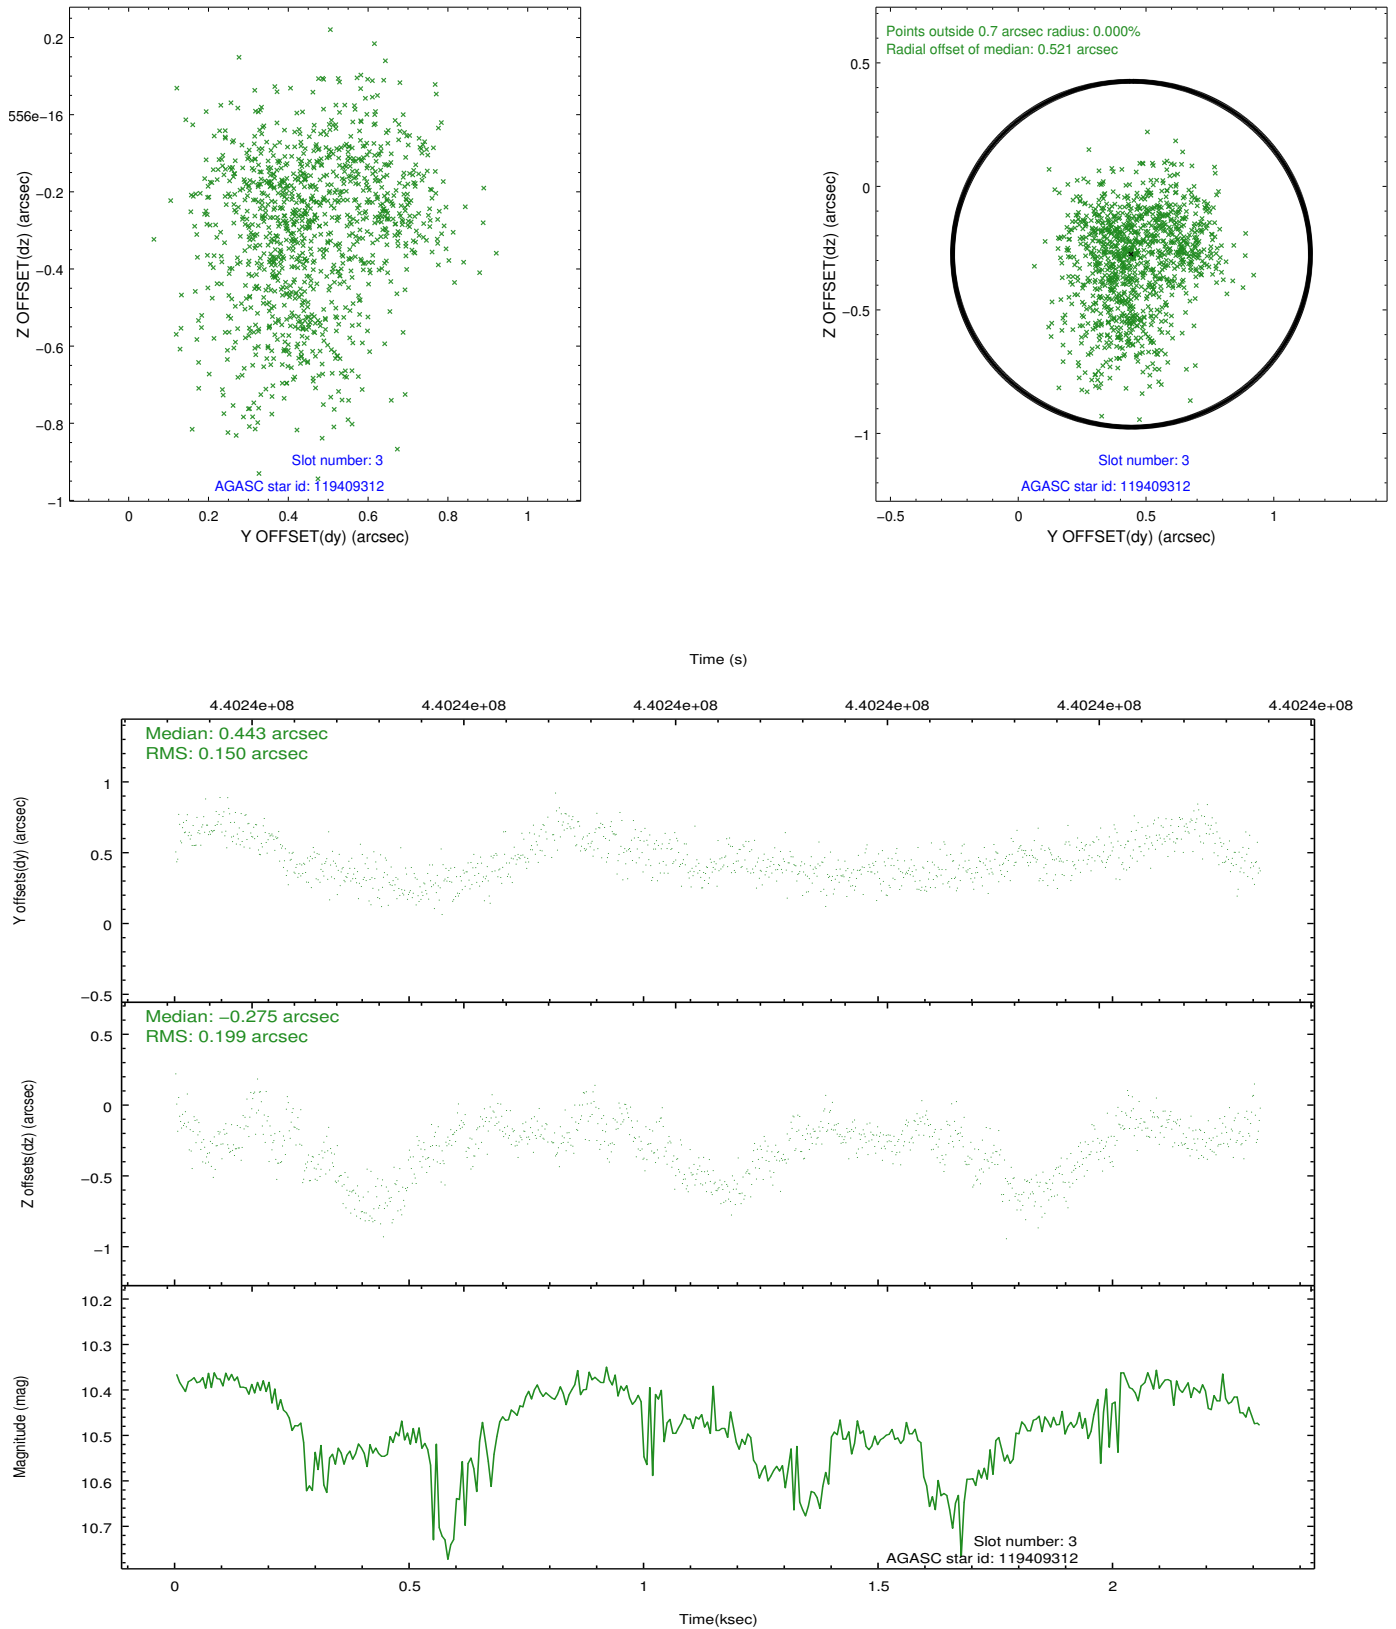 0.2
556e−16
−0.2
−0.4
−0.6
−0.8
−1
Z OFFSET(dz) (arcsec)
Slot number: 3
AGASC star id: 119409312
0 0.2 0.4 0.6 0.8 1
Y OFFSET(dy) (arcsec)
Points outside 0.7 arcsec radius: 0.000%
Radial offset of median: 0.521 arcsec
0.5
0
−0.5
−1
Z OFFSET(dz) (arcsec)
Slot number: 3
AGASC star id: 119409312
−0.5 0 0.5 1
Y OFFSET(dy) (arcsec)
Time (s)
4.4024e+08 4.4024e+08 4.4024e+08 4.4024e+08 4.4024e+08 4.4024e+08
Median: 0.443 arcsec
RMS: 0.150 arcsec
1
0.5
0
−0.5
Y offsets(dy) (arcsec)
Median: −0.275 arcsec
RMS: 0.199 arcsec
0.5
0
−0.5
−1
Z offsets(dz) (arcsec)
10.2
10.3
10.4
10.5
10.6
10.7
Magnitude (mag)
Slot number: 3
AGASC star id: 119409312
0 0.5 1 1.5 2
Time(ksec)